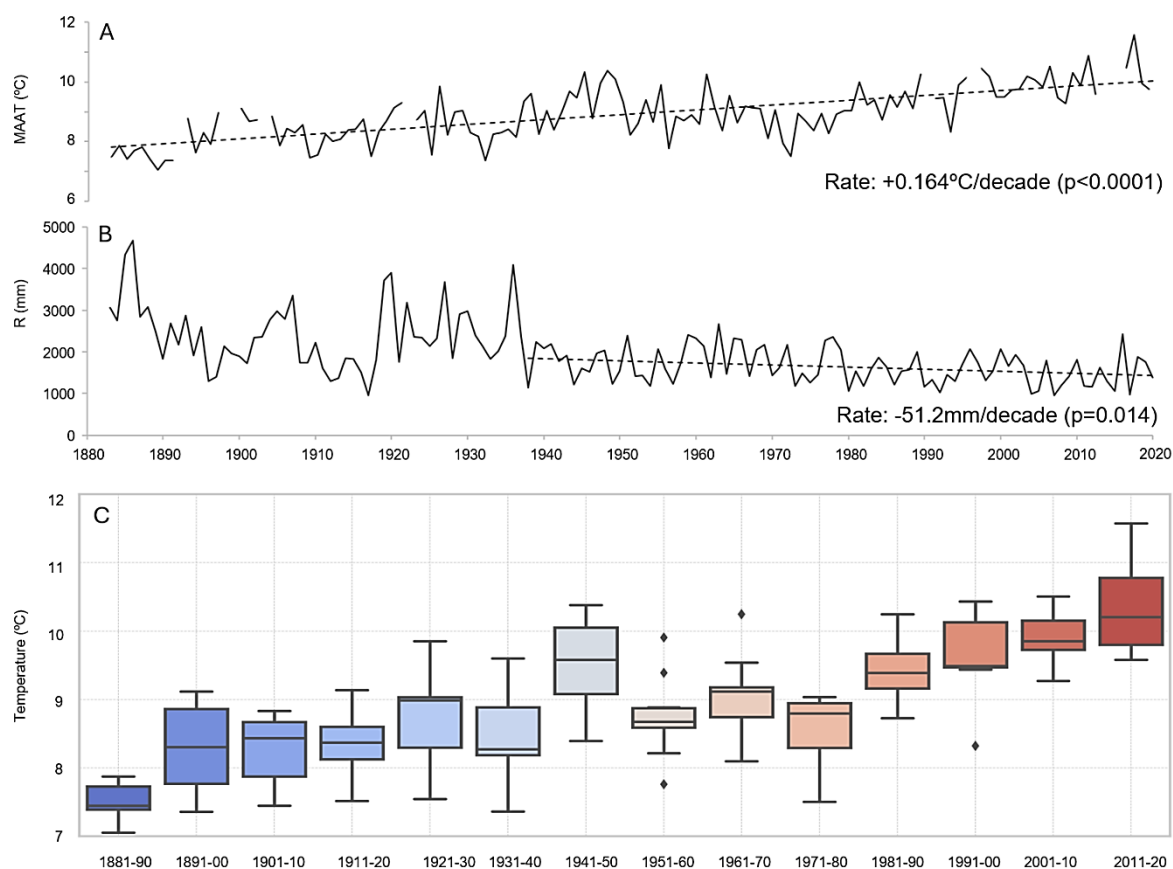 A
MAAT (ºC)
12
10
8
6
Rate: +0.164ºC/decade (p<0.0001)
B
R (mm)
5000
4000
3000
2000
1000
0
Rate: -51.2mm/decade (p=0.014)
1880 1890 1900 1910 1920 1930 1940 1950 1960 1970 1980 1990 2000 2010 2020
C
Temperature (ºC)
12
11
10
9
8
7
1881-90 1891-00 1901-10 1911-20 1921-30 1931-40 1941-50 1951-60 1961-70 1971-80 1981-90 1991-00 2001-10 2011-20